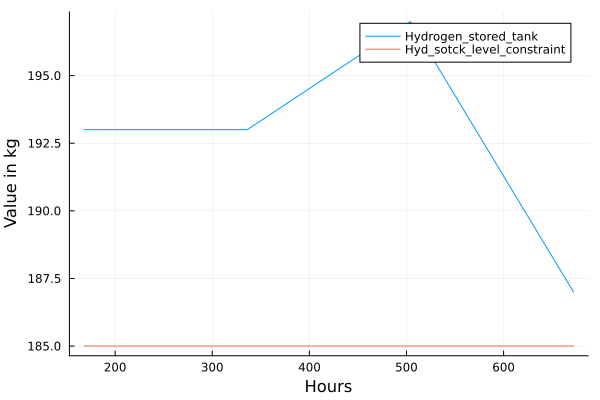 Hydrogen_stored_tank
Hyd_sotck_level_constraint
195.0
192.5
190.0
187.5
185.0
Value in kg
200 300 400 500 600
Hours